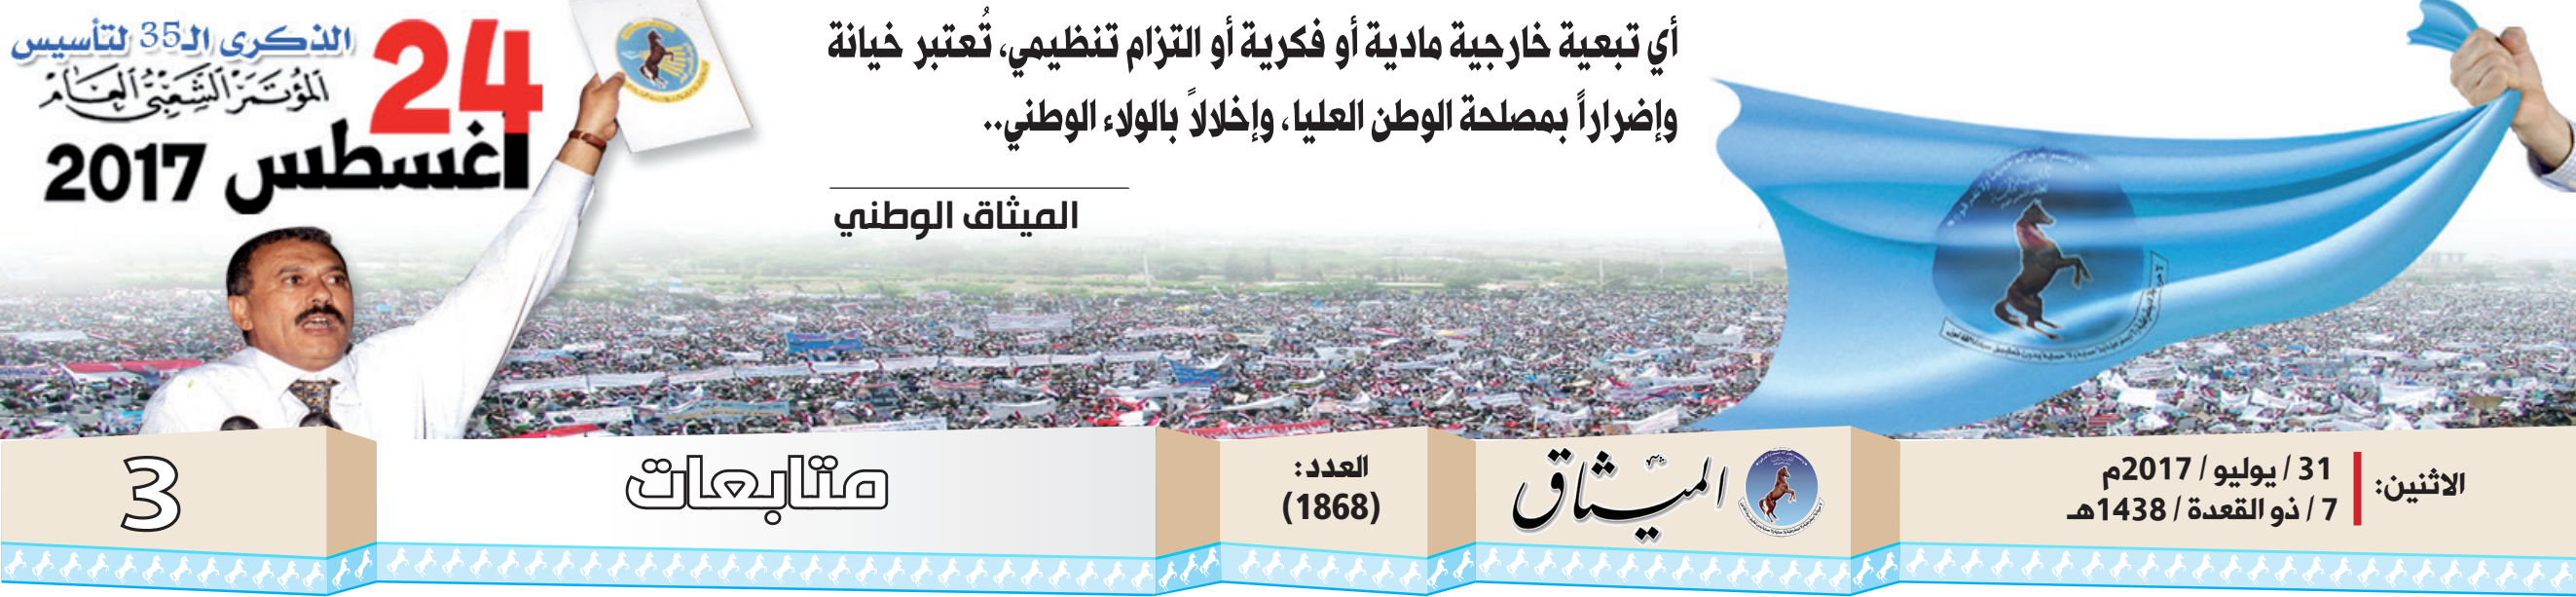 أي تبعية خارجية مادية أو فكرية أو التزام تنظيمي، تُعتبر خيانة
وإضراراً بمصلحة الوطن العليا، وإخلالاً بالولاء الوطني..
الميثاق الوطني
الذكرى الـ35 لتأسيس
المؤتمر الشعبي العام
24
اغسطس 2017
الاثنين:
31 / يوليو / 2017م
7 / ذو القعدة / 1438هـ
الميثاق
العدد:
(1868)
متابعات
3